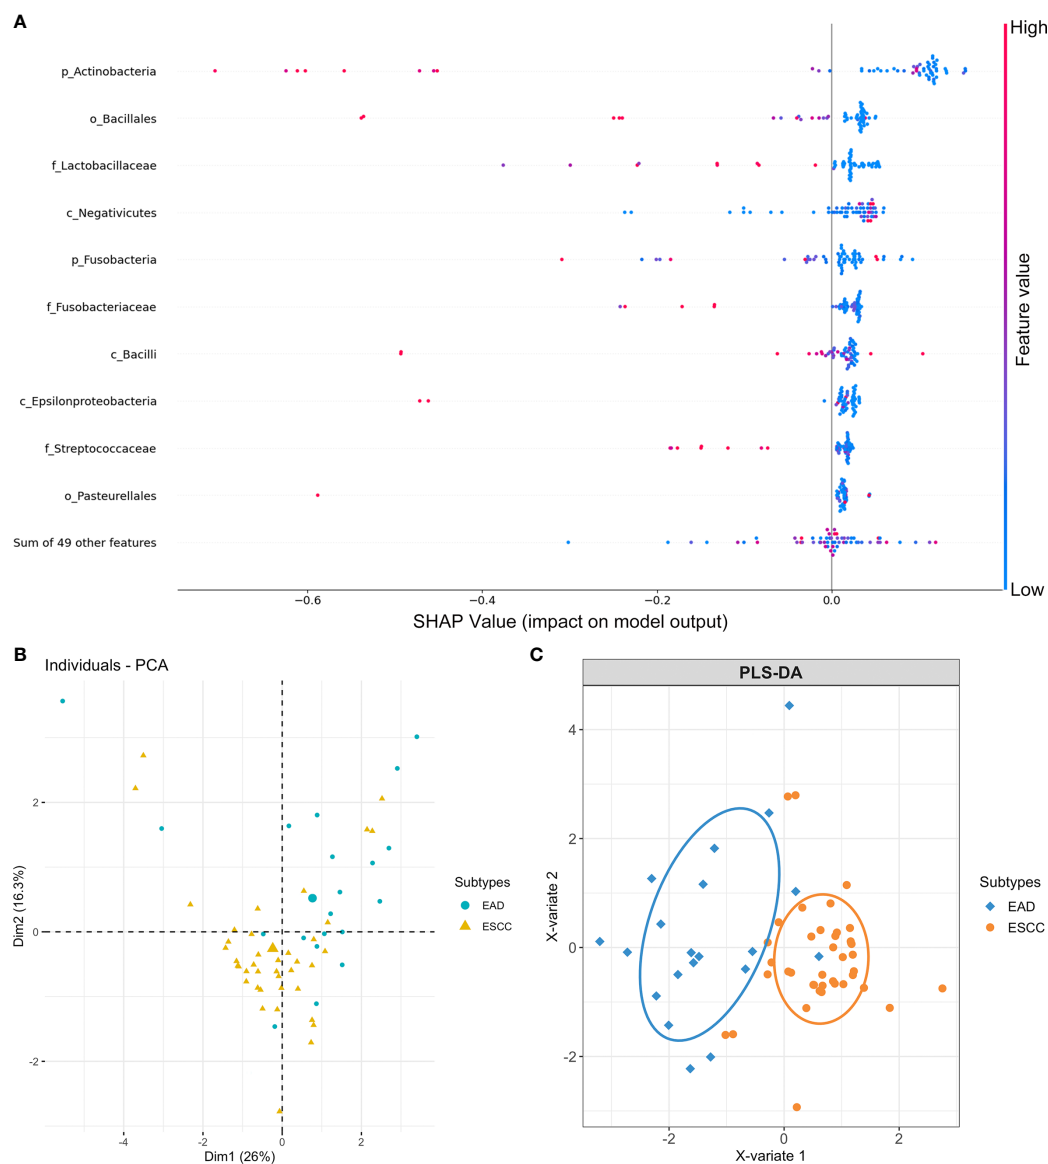 A
High
p_Actinobacteria
o_Bacillales
f_Lactobacillaceae
c_Negativicutes
p_Fusobacteria
f_Fusobacteriaceae
c_Bacilli
c_Epsilonproteobacteria
f_Streptococcaceae
o_Pasteurellales
Sum of 49 other features
Feature value
Low
−0.6 −0.4 −0.2 0.0
SHAP Value (impact on model output)
B
Individuals - PCA
2
0
-2
Dim2 (16.3%)
-4 -2 0 2
Dim1 (26%)
Subtypes
EAD
ESCC
C
PLS-DA
4
2
0
-2
X-variate 2
-2 0 2
X-variate 1
Subtypes
EAD
ESCC